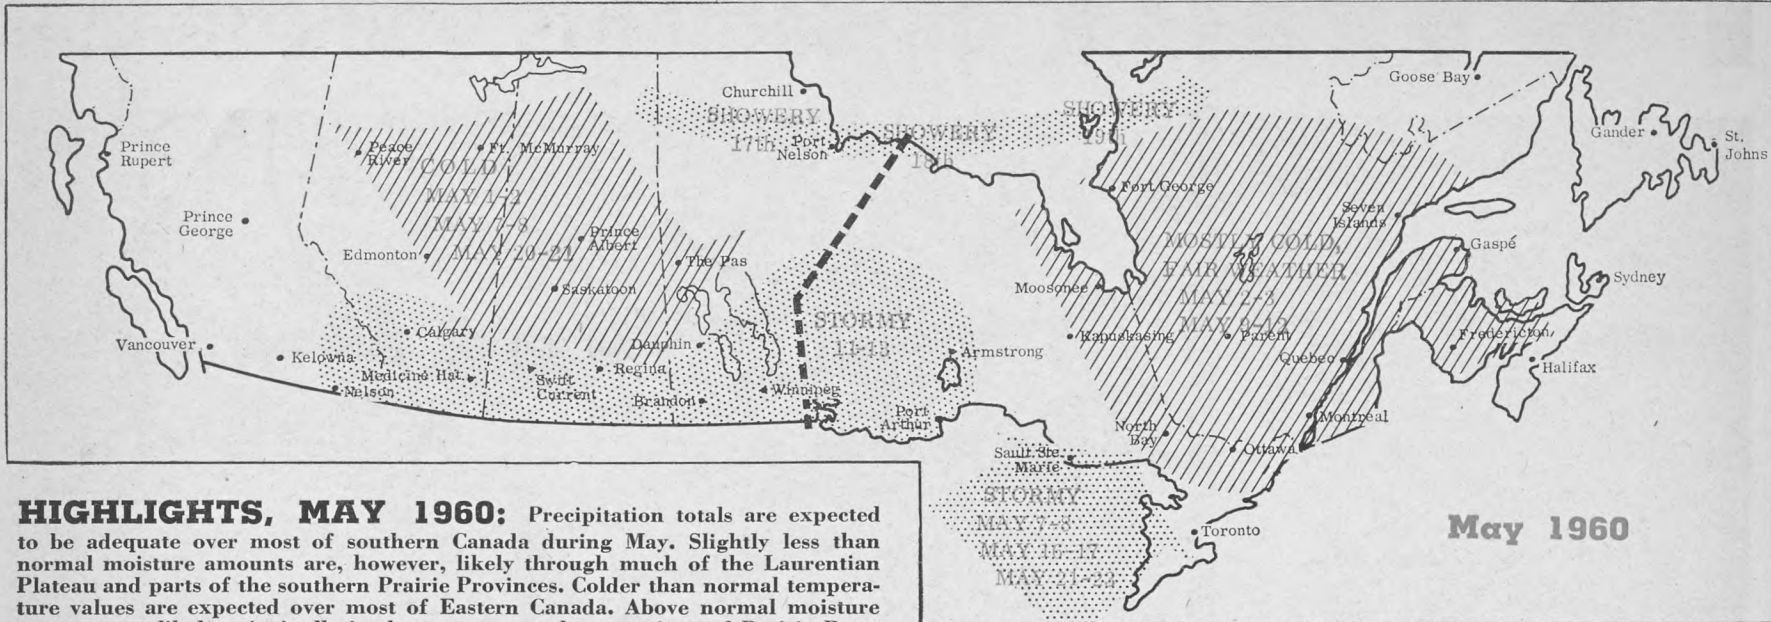 Churchill
Goose Bay
SHOWERY
17th
SHOWERY
18th
SHOWERY
19th
Port
Nelson
Gander
St.
Johns
Prince
Rupert
Peace
River
Ft. McMurray
COLD
MAY 1-2
MAY 7-8
MAY 20-21
Fort George
Prince
George
Prince
Albert
Seven
Islands
Edmonton
The Pas
MOSTLY COLD,
FAIR WEATHER
MAY 2-3
MAY 9-12
Gaspé
Saskatoon
Moosonee
Sydney
Calgary
STORMY
Vancouver
Kelowna
Dauphin
Armstrong
Kapuskasing
Parent
Fredericton
Quebec
Halifax
Medicine Hat
Regina
Swift
Current
Nelson
Brandon
Winnipeg
Port
Arthur
Montreal
North
Bay
Ottawa
Sault Ste.
Marie
STORMY
MAY 7-8
MAY 16-17
MAY 21-22
Toronto
May 1960
HIGHLIGHTS, MAY 1960: Precipitation totals are expected
to be adequate over most of southern Canada during May. Slightly less than
normal moisture amounts are, however, likely through much of the Laurentian
Plateau and parts of the southern Prairie Provinces. Colder than normal tempera-
ture values are expected over most of Eastern Canada. Above normal moisture